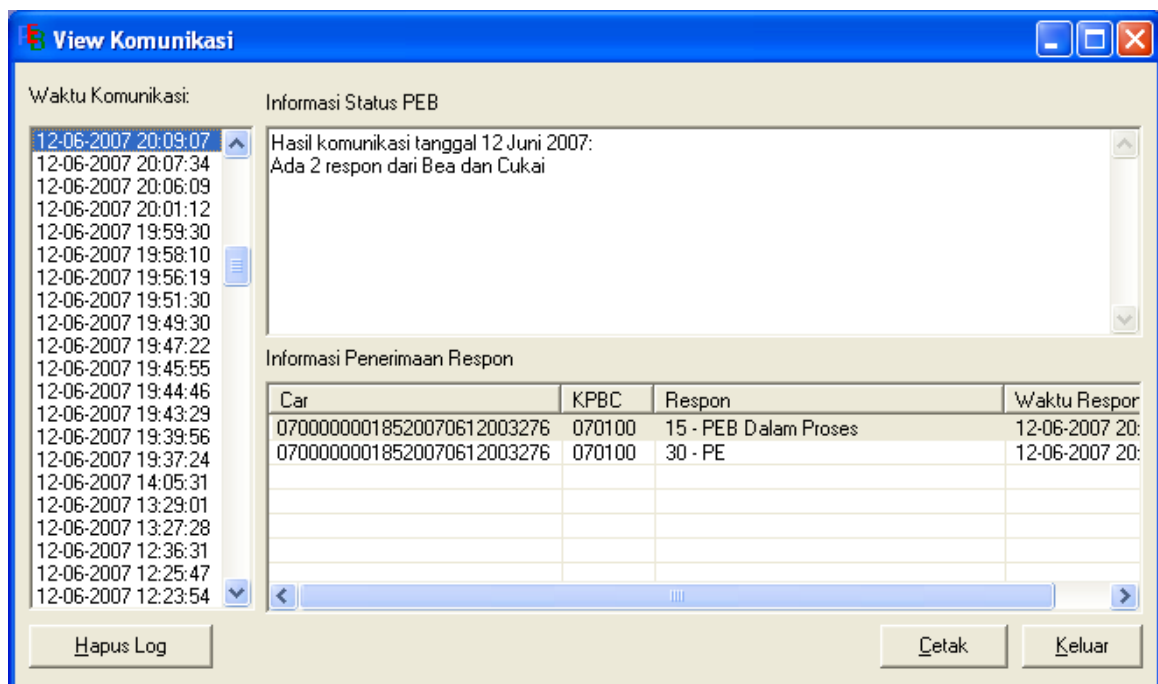 PEB View Komunikasi
Waktu Komunikasi:
12-06-2007 20:09:07
12-06-2007 20:07:34
12-06-2007 20:06:09
12-06-2007 20:01:12
12-06-2007 19:59:30
12-06-2007 19:58:10
12-06-2007 19:56:19
12-06-2007 19:51:30
12-06-2007 19:49:30
12-06-2007 19:47:22
12-06-2007 19:45:55
12-06-2007 19:44:46
12-06-2007 19:43:29
12-06-2007 19:39:56
12-06-2007 19:37:24
12-06-2007 14:05:31
12-06-2007 13:29:01
12-06-2007 13:27:28
12-06-2007 12:36:31
12-06-2007 12:25:47
12-06-2007 12:23:54
Informasi Status PEB
Hasil komunikasi tanggal 12 Juni 2007:
Ada 2 respon dari Bea dan Cukai
Informasi Penerimaan Respon
Car KPBC Respon Waktu Respon
07000000018520070612003276 070100 15 - PEB Dalam Proses 12-06-2007 20:
07000000018520070612003276 070100 30 - PE 12-06-2007 20:
Hapus Log Cetak Keluar